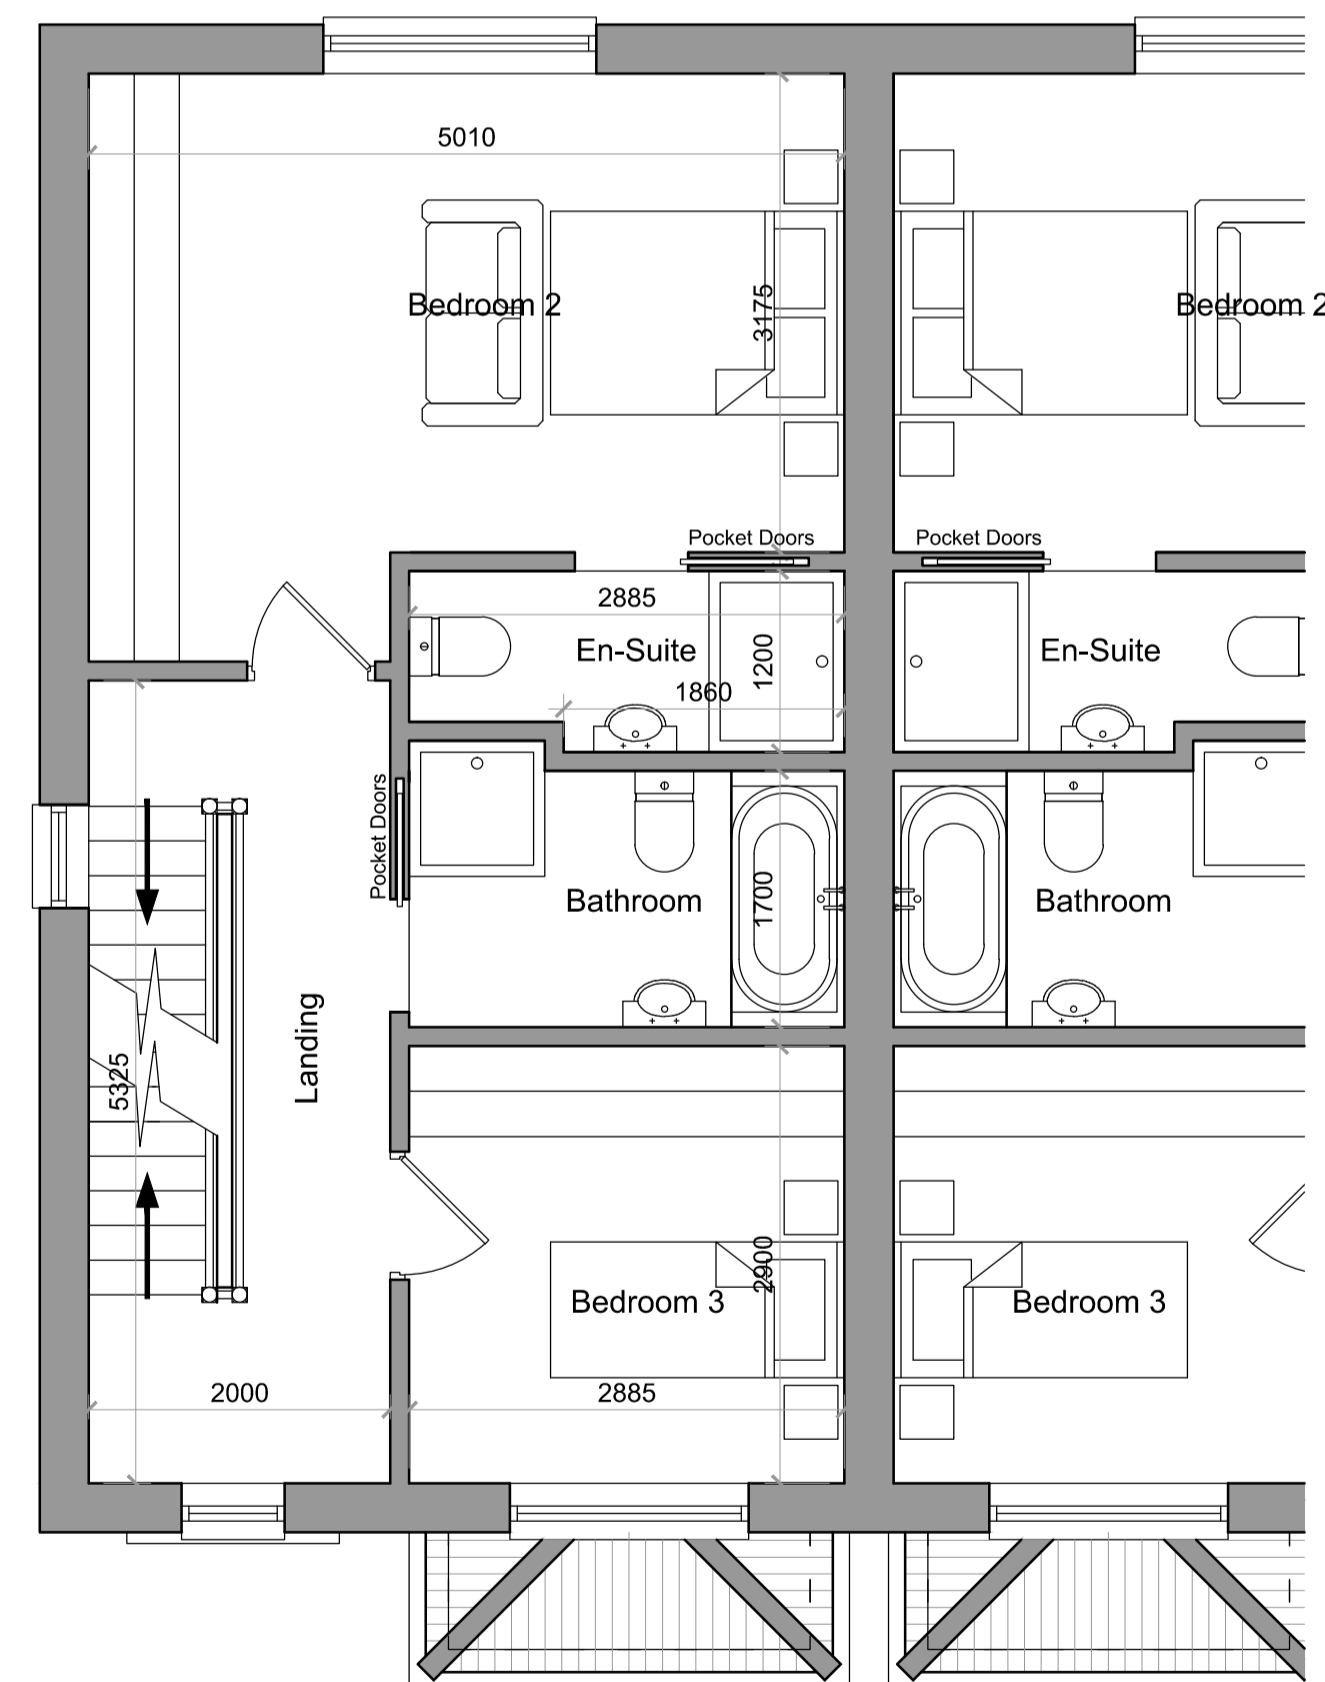 5010
Bedroom 2
3175
Bedroom 2
Pocket Doors
Pocket Doors
2885
En-Suite
1200
En-Suite
1860
Pocket Doors
Bathroom
1700
Bathroom
Landing
5325
2900
Bedroom 3
Bedroom 3
2000
2885